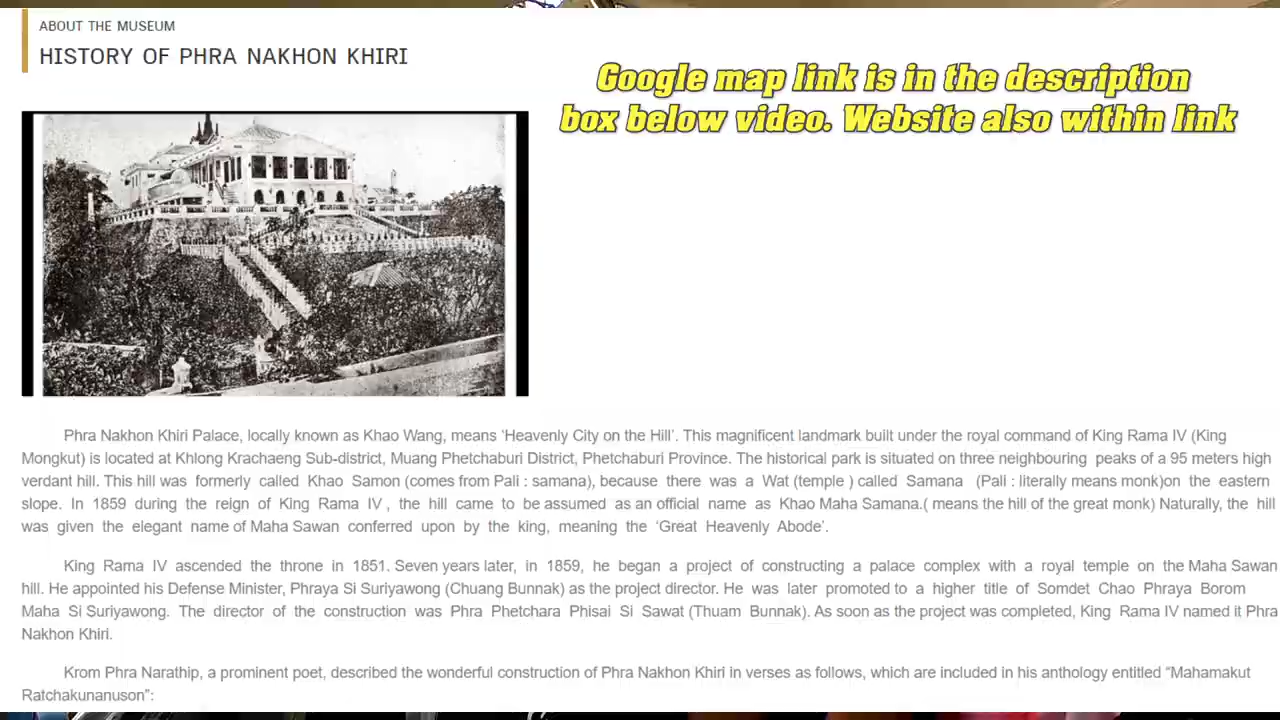 ABOUT THE MUSEUM
HISTORY OF PHRA NAKHON KHIRI
Google map link is in the description
box below video. Website also within link
Phra Nakhon Khiri Palace, locally known as Khao Wang, means ‘Heavenly City on the Hill’. This magnificent landmark built under the royal command of King Rama IV (King
Mongkut) is located at Khlong Krachaeng Sub-district, Muang Phetchaburi District, Phetchaburi Province. The historical park is situated on three neighbouring peaks of a 95 meters high
verdant hill. This hill was formerly called Khao Samon (comes from Pali : samana), because there was a Wat (temple ) called Samana (Pali : literally means monk)on the eastern
slope. In 1859 during the reign of King Rama IV , the hill came to be assumed as an official name as Khao Maha Samana.( means the hill of the great monk) Naturally, the hill
was given the elegant name of Maha Sawan conferred upon by the king, meaning the ‘Great Heavenly Abode’.
King Rama IV ascended the throne in 1851. Seven years later, in 1859, he began a project of constructing a palace complex with a royal temple on the Maha Sawan
hill. He appointed his Defense Minister, Phraya Si Suriyawong (Chuang Bunnak) as the project director. He was later promoted to a higher title of Somdet Chao Phraya Borom
Maha Si Suriyawong. The director of the construction was Phra Phetchara Phisai Si Sawat (Thuam Bunnak). As soon as the project was completed, King Rama IV named it Phra
Nakhon Khiri.
Krom Phra Narathip, a prominent poet, described the wonderful construction of Phra Nakhon Khiri in verses as follows, which are included in his anthology entitled “Mahamakut
Ratchakunanuson”: